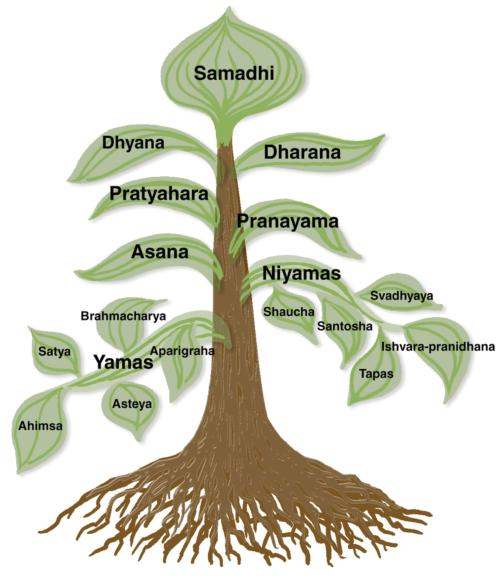 Samadhi
Dhyana
Dharana
Pratyahara
Pranayama
Asana
Niyamas
Svadhyaya
Shaucha
Santosha
Brahmacharya
Ishvara-pranidhana
Satya
Aparigraha
Yamas
Tapas
Asteya
Ahimsa